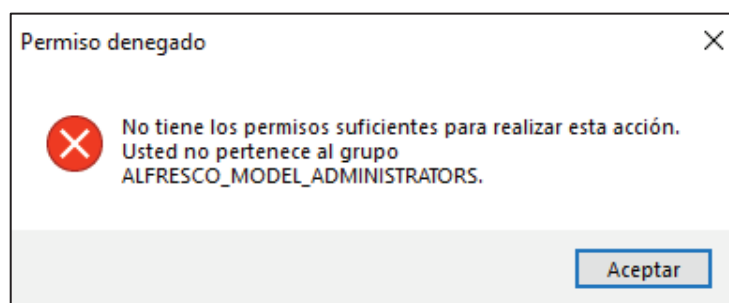 Permiso denegado
No tiene los permisos suficientes para realizar esta acción.
Usted no pertenece al grupo
ALFRESCO_MODEL_ADMINISTRATORS.
Aceptar